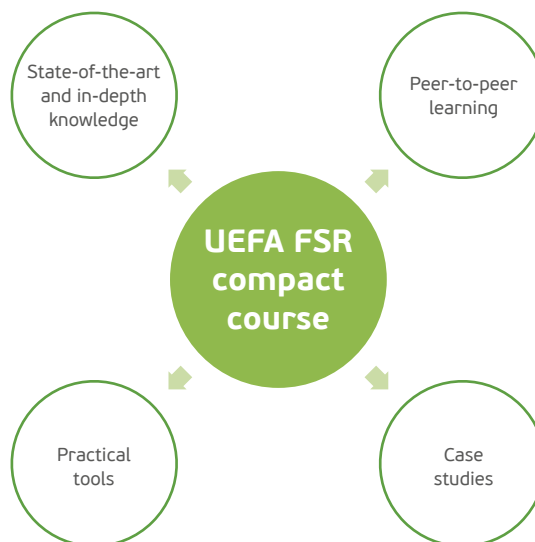 State-of-the-art
and in-depth
knowledge
Peer-to-peer
learning
UEFA FSR
compact
course
Practical
tools
Case
studies